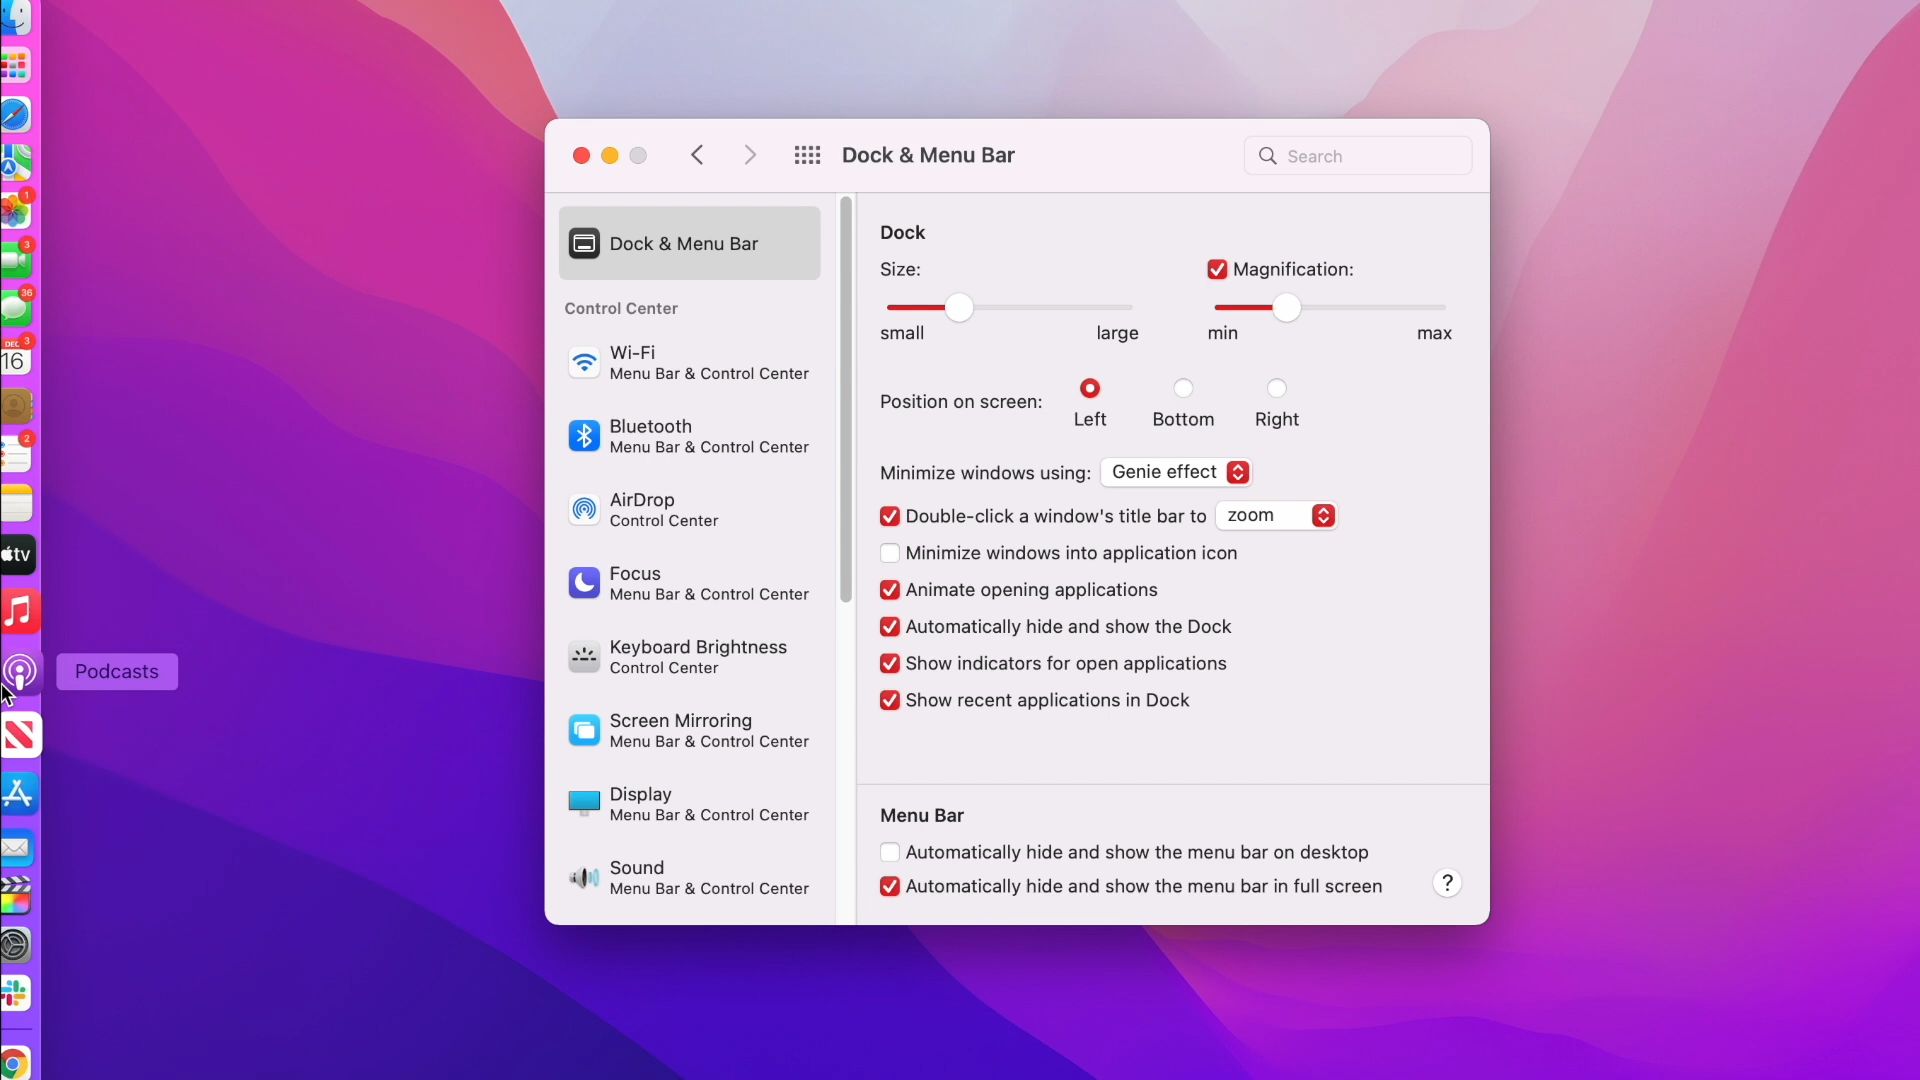 1
3
36
DEC
3
16
2
tv
Podcasts
Dock & Menu Bar
Search
Dock & Menu Bar
Control Center
Wi-Fi
Menu Bar & Control Center
Bluetooth
Menu Bar & Control Center
AirDrop
Control Center
Focus
Menu Bar & Control Center
Keyboard Brightness
Control Center
Screen Mirroring
Menu Bar & Control Center
Display
Menu Bar & Control Center
Sound
Menu Bar & Control Center
Dock
Size:
Magnification:
small
large
min
max
Position on screen:
Left
Bottom
Right
Minimize windows using: Genie effect
Double-click a window's title bar to zoom
Minimize windows into application icon
Animate opening applications
Automatically hide and show the Dock
Show indicators for open applications
Show recent applications in Dock
Menu Bar
Automatically hide and show the menu bar on desktop
Automatically hide and show the menu bar in full screen
?